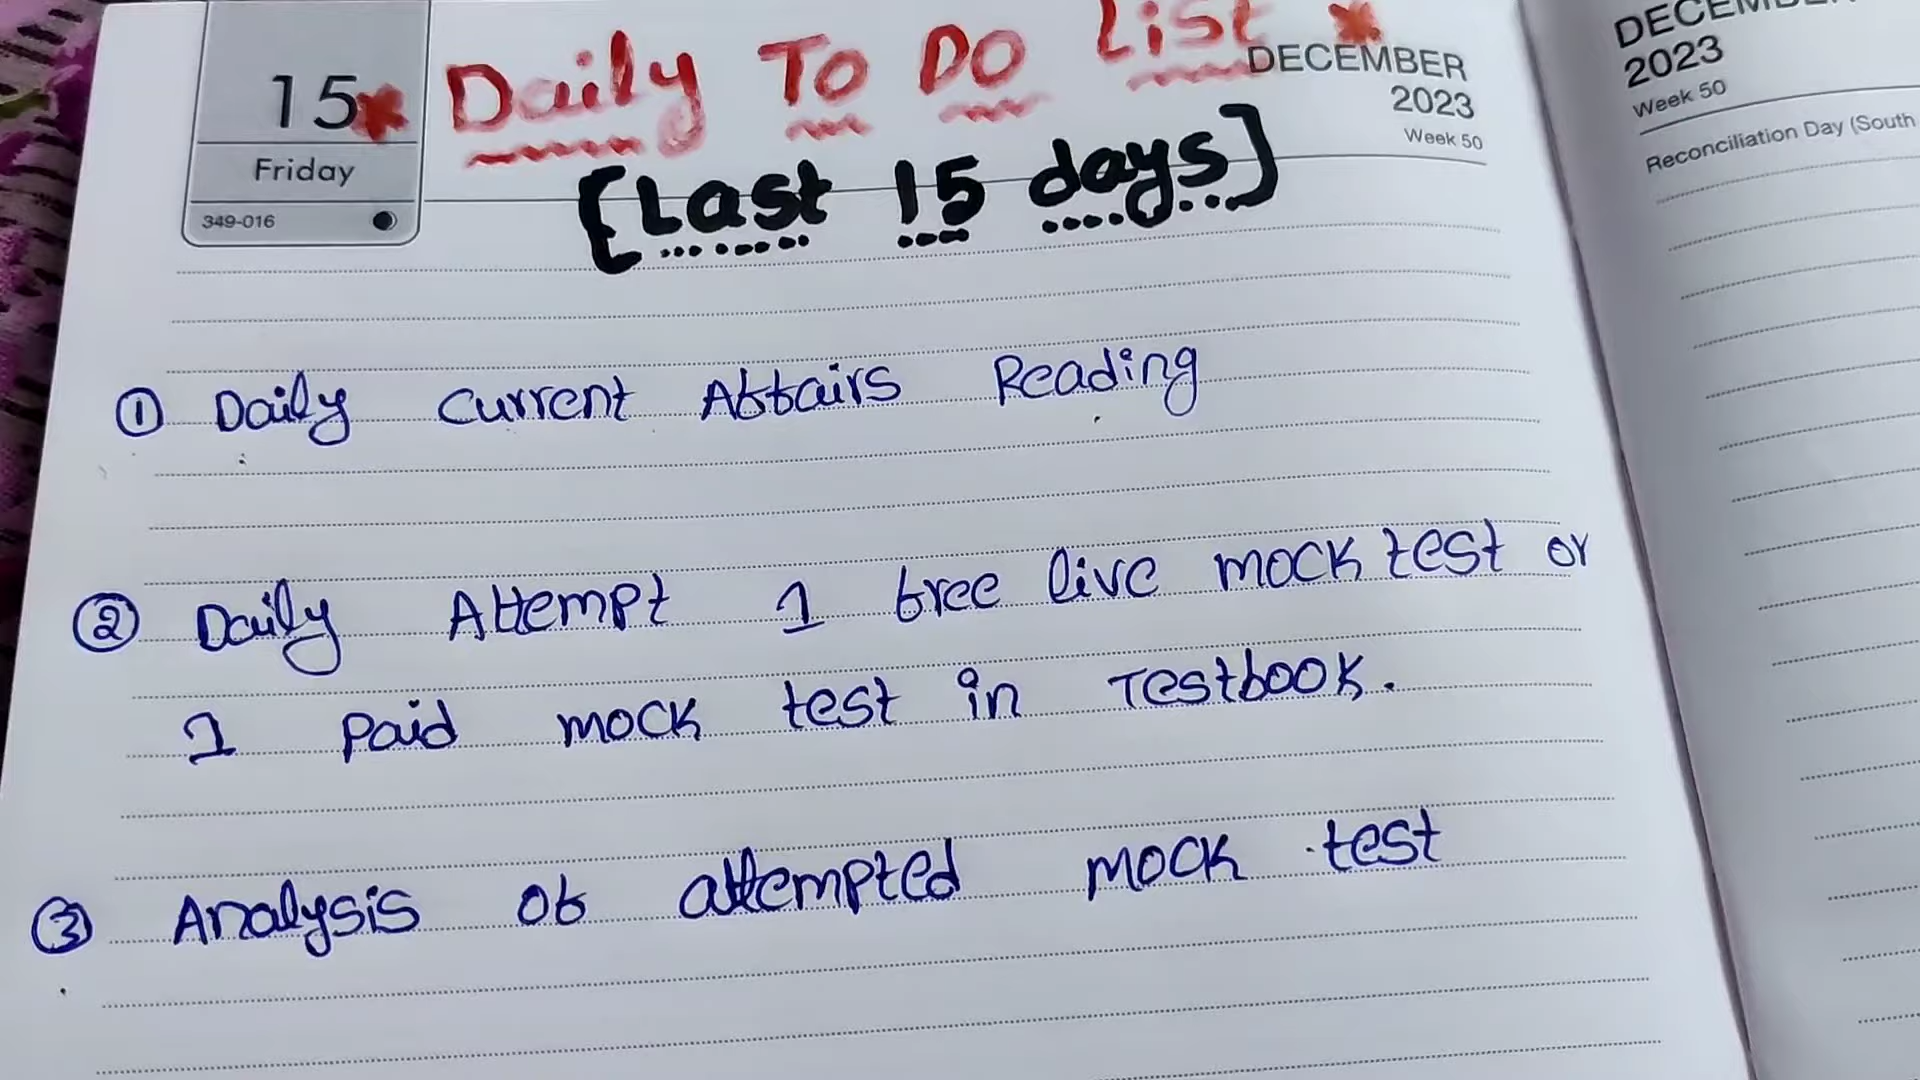 15
Friday
349-016
* Daily To Do List *
[Last 15 days]
DECEMBER
2023
Week 50
① Daily Current Affairs Reading
② Daily Attempt 1 free live mock test or
1 Paid mock test in Testbook.
③ Analysis of attempted mock test
DECEMBER
2023
Week 50
Reconciliation Day (South